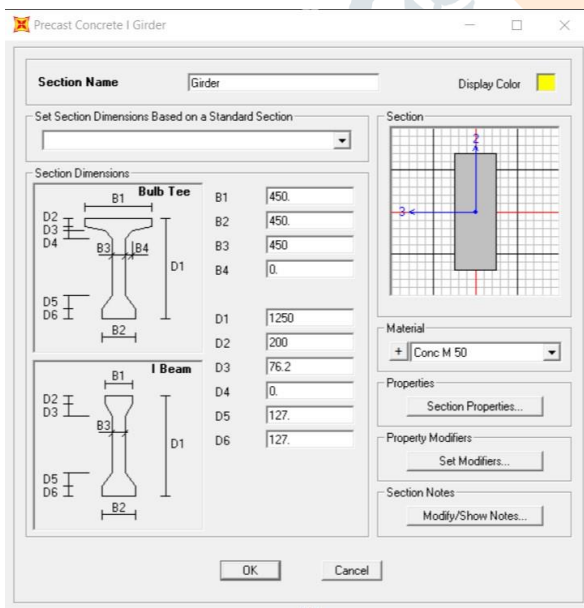 Precast Concrete I Girder
Section Name
Girder
Display Color
Set Section Dimensions Based on a Standard Section
Section Dimensions
Bulb Tee
B1
D2
D3
D4
B3
B4
D1
D5
D6
B2
I Beam
B1
D2
D3
B3
D1
D5
D6
B2
B1 450.
B2 450.
B3 450
B4 0.
D1 1250
D2 200
D3 76.2
D4 0.
D5 127.
D6 127.
Section
2
3
Material
+ Conc M 50
Properties
Section Properties...
Property Modifiers
Set Modifiers...
Section Notes
Modify/Show Notes...
OK
Cancel